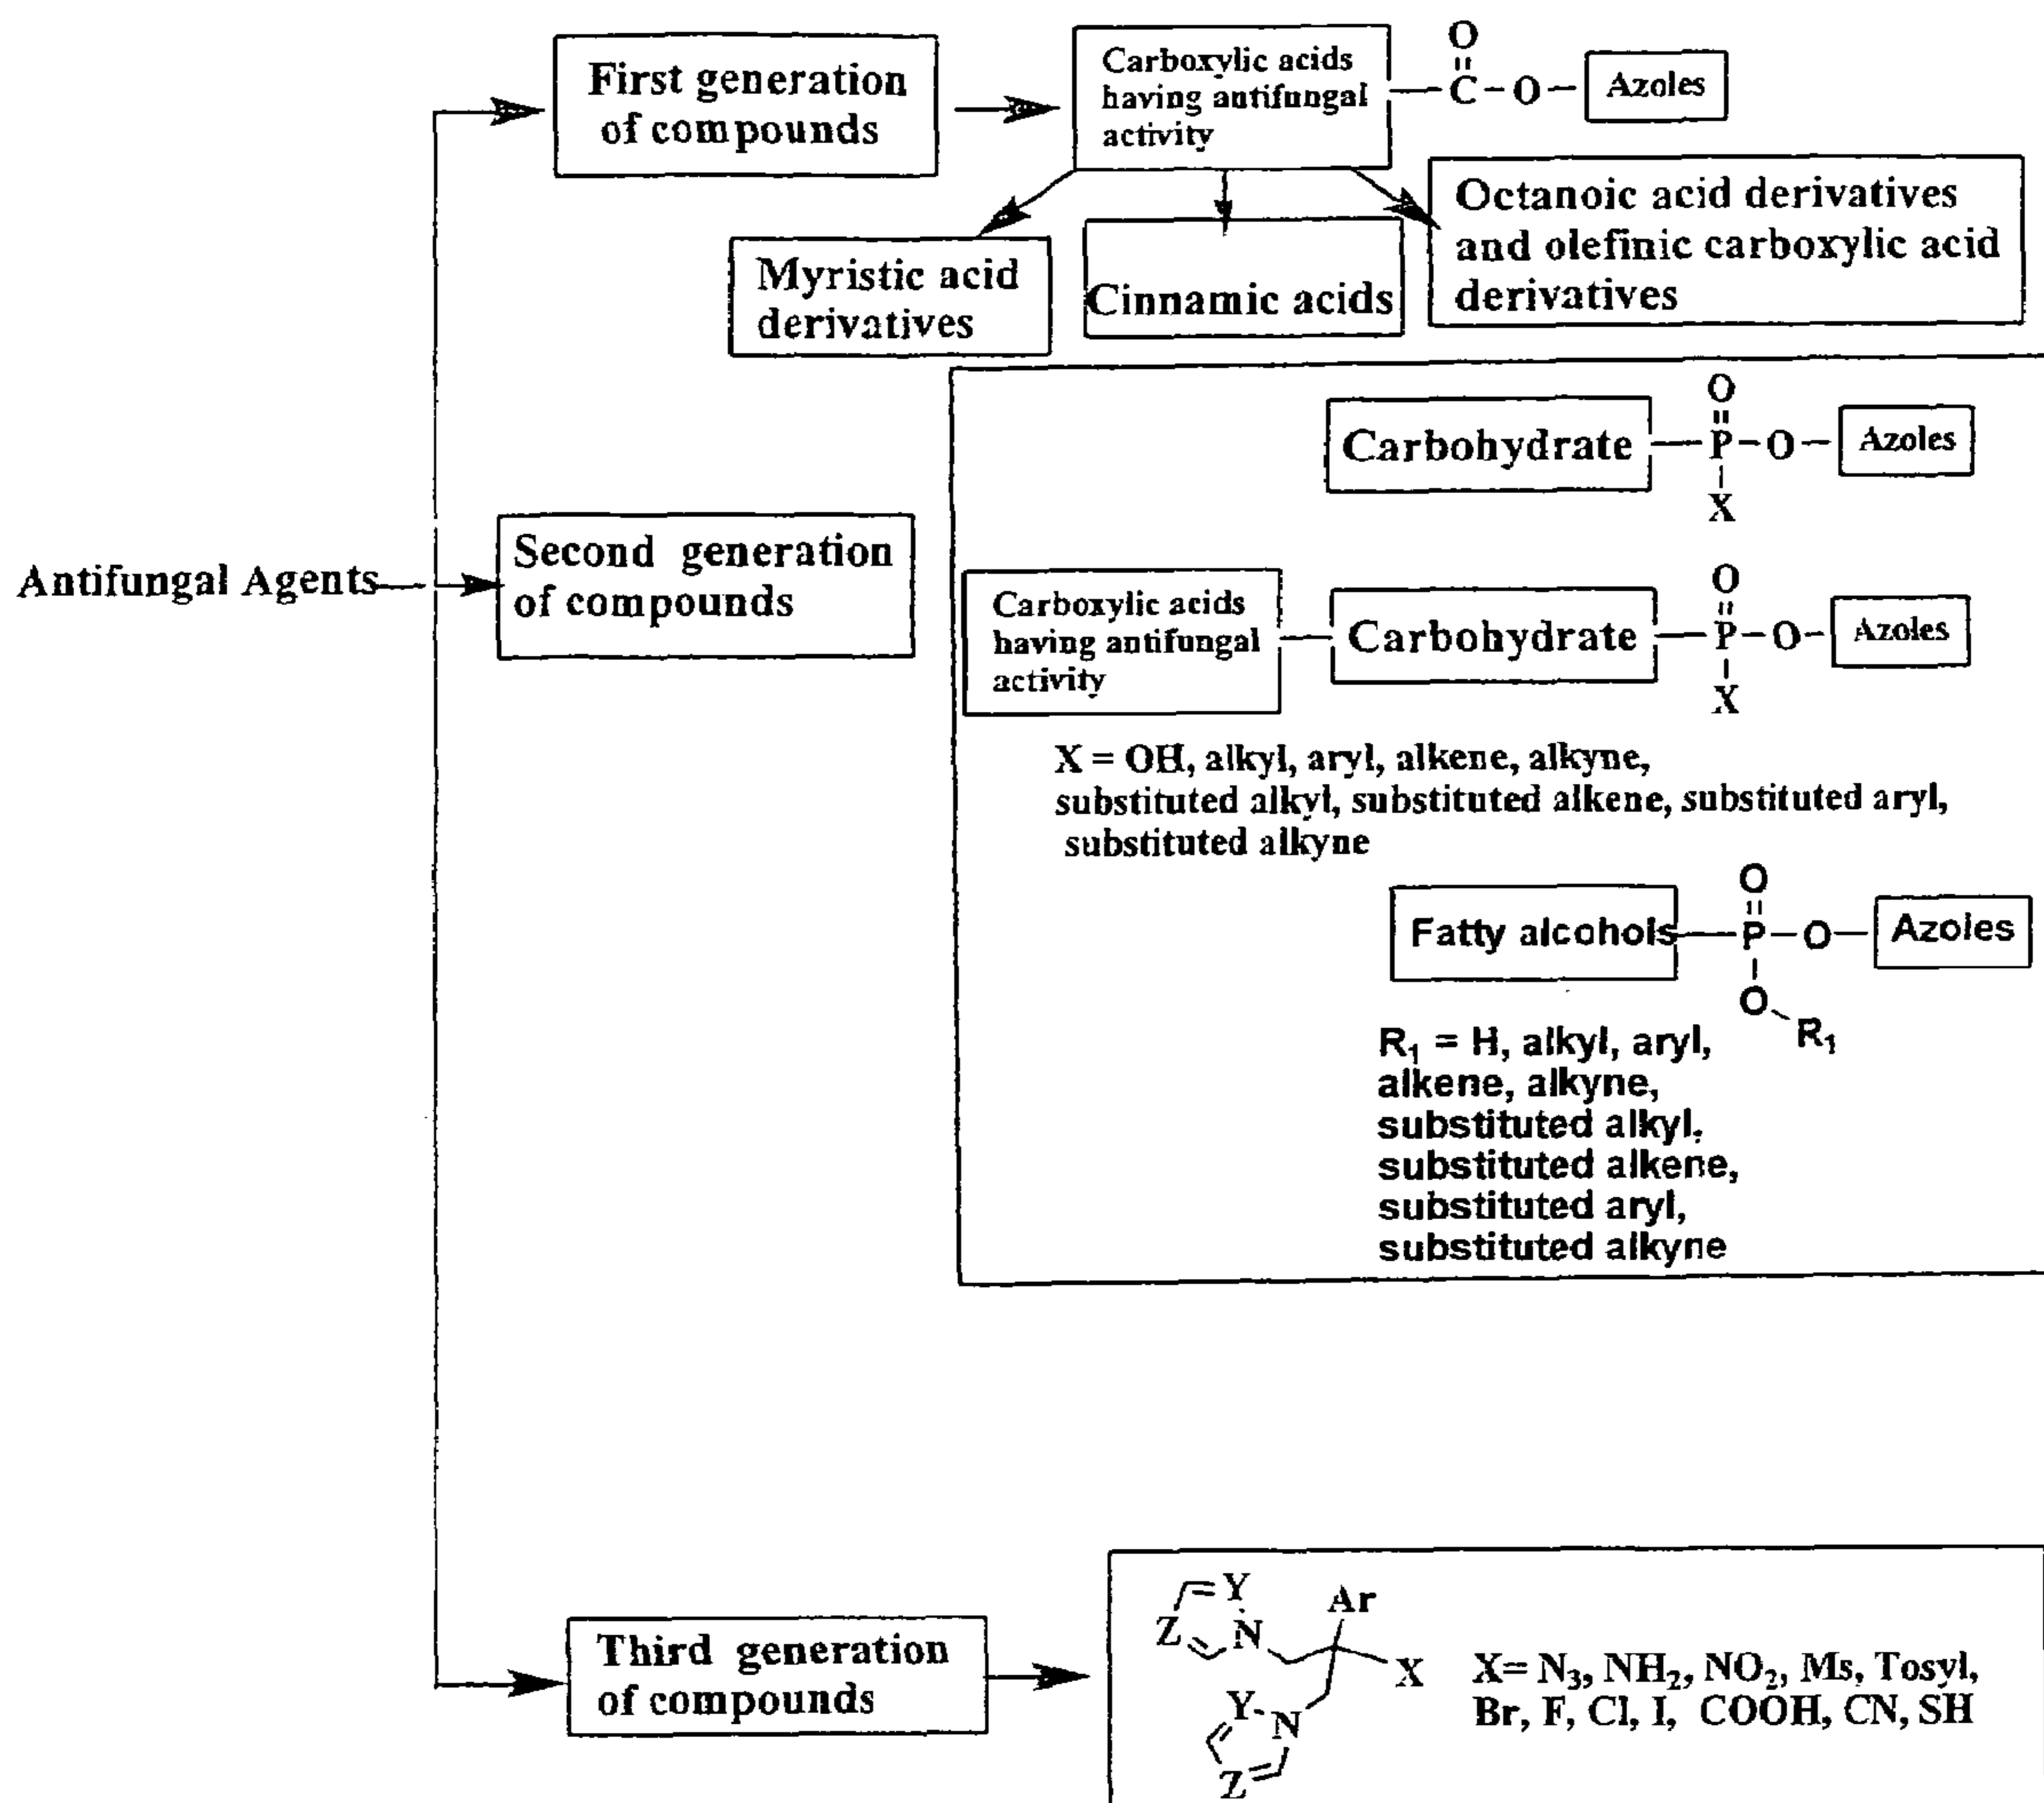 First generation
of compounds
Carboxylic acids
having antifungal
activity
O
C-O-
Azoles
Myristic acid
derivatives
Cinnamic acids
Octanoic acid derivatives
and olefinic carboxylic acid
derivatives
Antifungal Agents
Second generation
of compounds
O
Carbohydrate
P-O-
Azoles
X
Carboxylic acids
having antifungal
activity
Carbohydrate
O
P-O-
Azoles
X
X = OH, alkyl, aryl, alkene, alkyne,
substituted alkyl, substituted alkene, substituted aryl,
substituted alkyne
Fatty alcohols
O
P-O-
Azoles
O
R₁
R₁ = H, alkyl, aryl,
alkene, alkyne,
substituted alkyl,
substituted alkene,
substituted aryl,
substituted alkyne
Third generation
of compounds
Y
Z
N
Ar
X
Y-N
Z
X= N₃, NH₂, NO₂, Ms, Tosyl,
Br, F, Cl, I, COOH, CN, SH